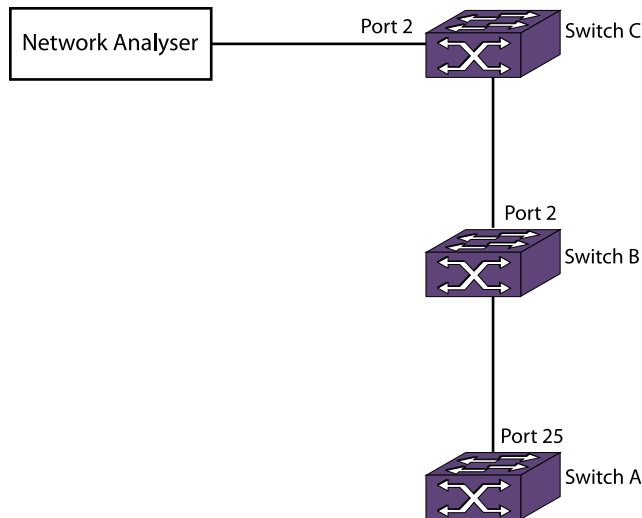 Network Analyser
Port 2
Switch C
Port 2
Switch B
Port 25
Switch A